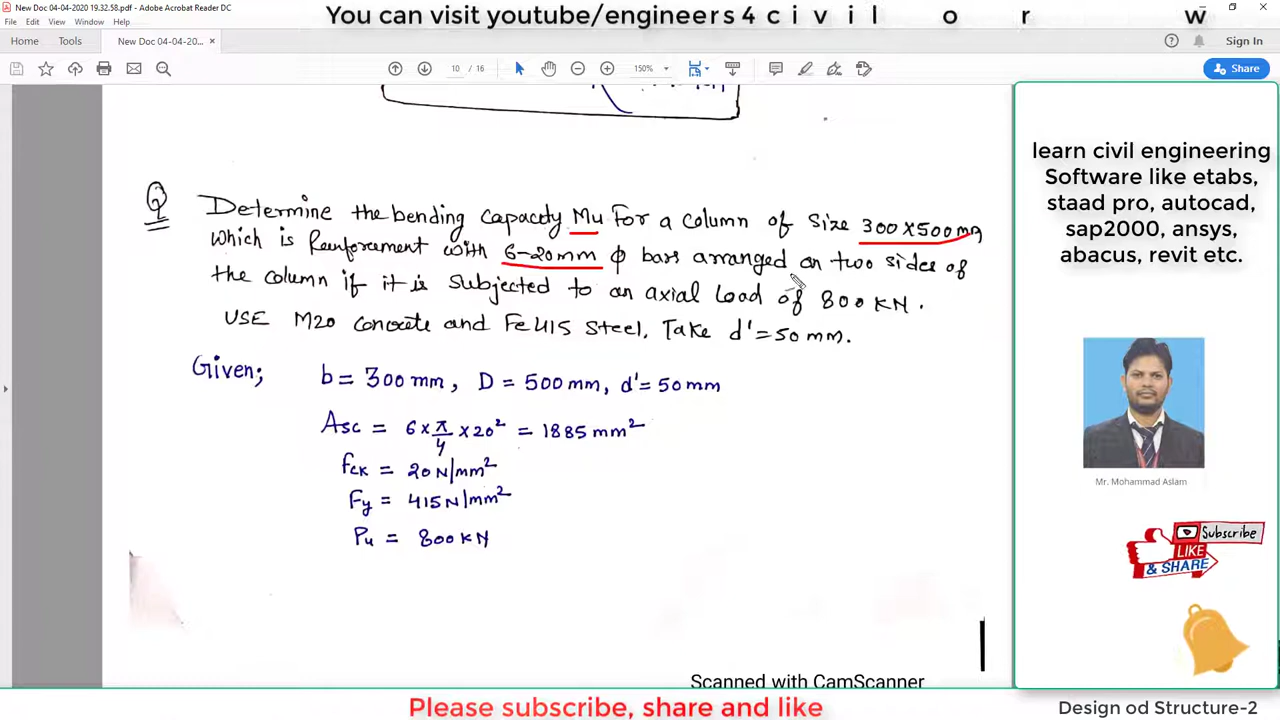 New Doc 04-04-2020 19.32.58.pdf - Adobe Acrobat Reader DC
You can visit youtube/engineers 4 c i v i l o r w
File Edit View Window Help
Home Tools New Doc 04-04-20... × Sign In
10 / 16 150% Share
Q Determine the bending capacity Mu For a column of Size 300X500mm
Which is Reinforcement with 6-20mm φ bars arranged on two sides of
the column if it is Subjected to an axial Load of 800 KN.
USE M20 Concrete and Fe415 Steel. Take d'=50 mm.
Given; b = 300 mm, D = 500 mm, d' = 50 mm
Asc = 6 x π/4 x 20² = 1885 mm²
Fck = 20 N/mm²
Fy = 415 N/mm²
Pu = 800 KN
Scanned with CamScanner
learn civil engineering
Software like etabs,
staad pro, autocad,
sap2000, ansys,
abacus, revit etc.
Mr. Mohammad Aslam
Subscribe
LIKE
& SHARE
Please subscribe, share and like
Design od Structure-2